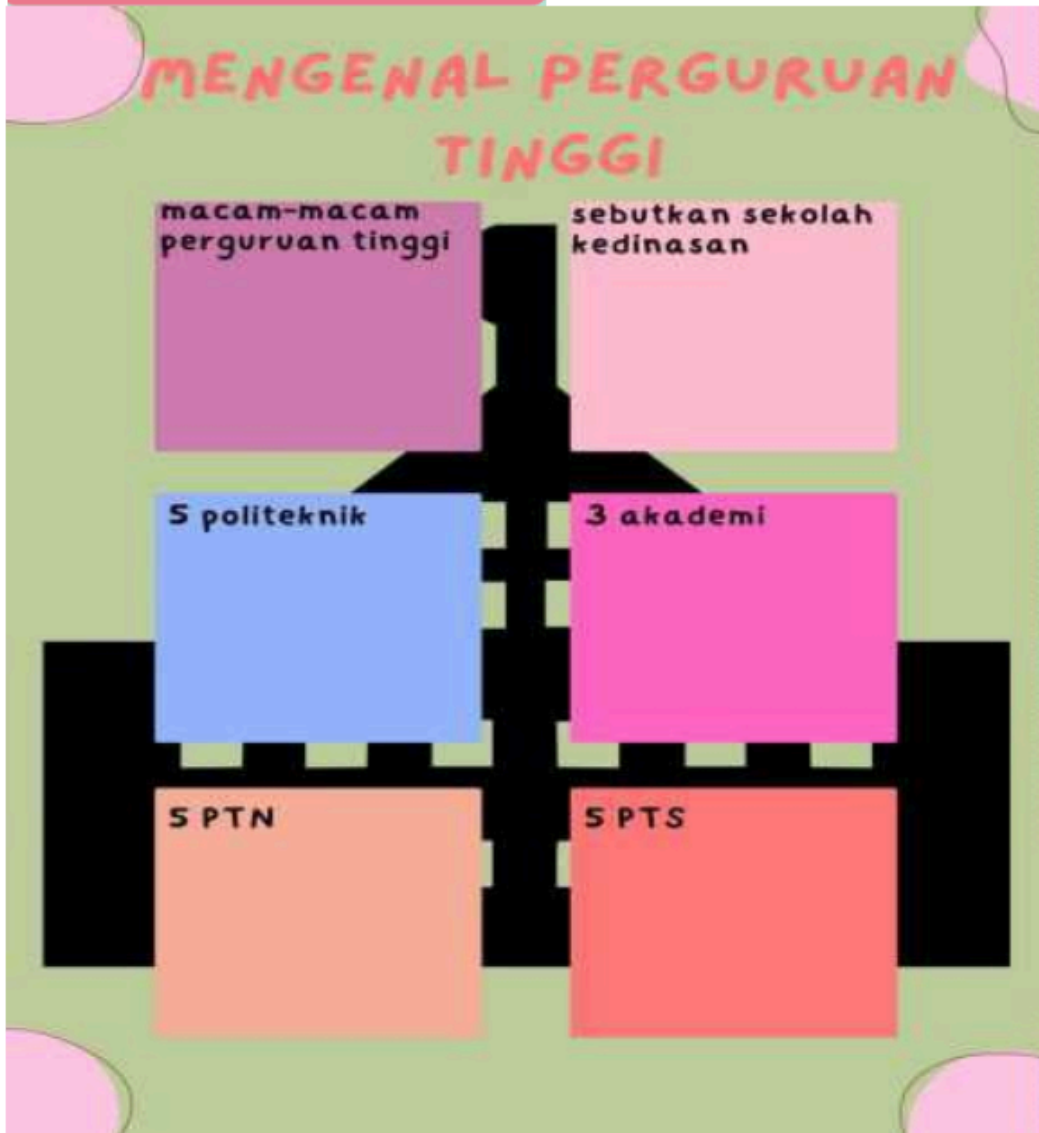 MENGENAL PERGURUAN
TINGGI
macam-macam
perguruan tinggi
sebutkan sekolah
kedinasan
5 politeknik
3 akademi
5 PTN
5 PTS